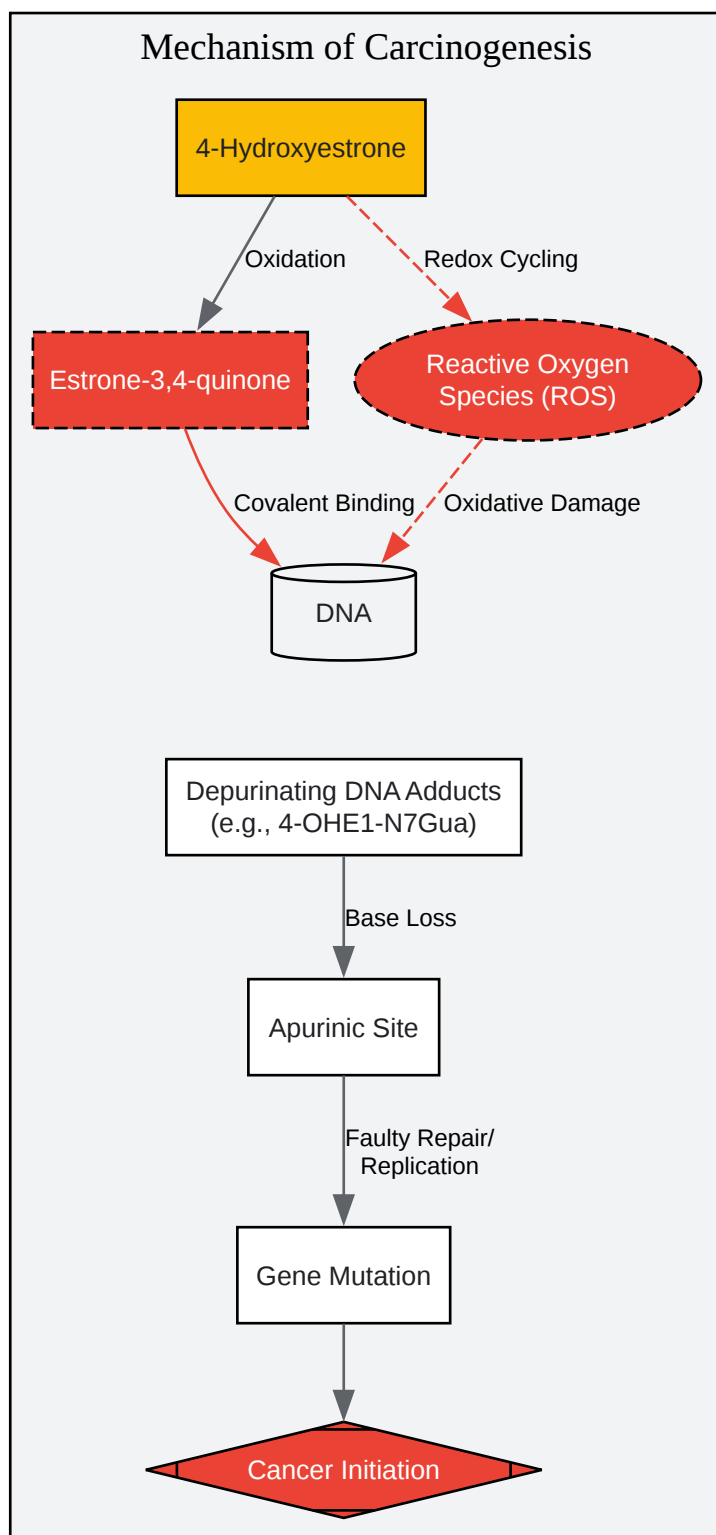 Mechanism of Carcinogenesis
4-Hydroxyestrone
Oxidation
Redox Cycling
Estrone-3,4-quinone
Reactive Oxygen
Species (ROS)
Covalent Binding
Oxidative Damage
DNA
Depurinating DNA Adducts
(e.g., 4-OHE1-N7Gua)
Base Loss
Apurinic Site
Faulty Repair/
Replication
Gene Mutation
Cancer Initiation